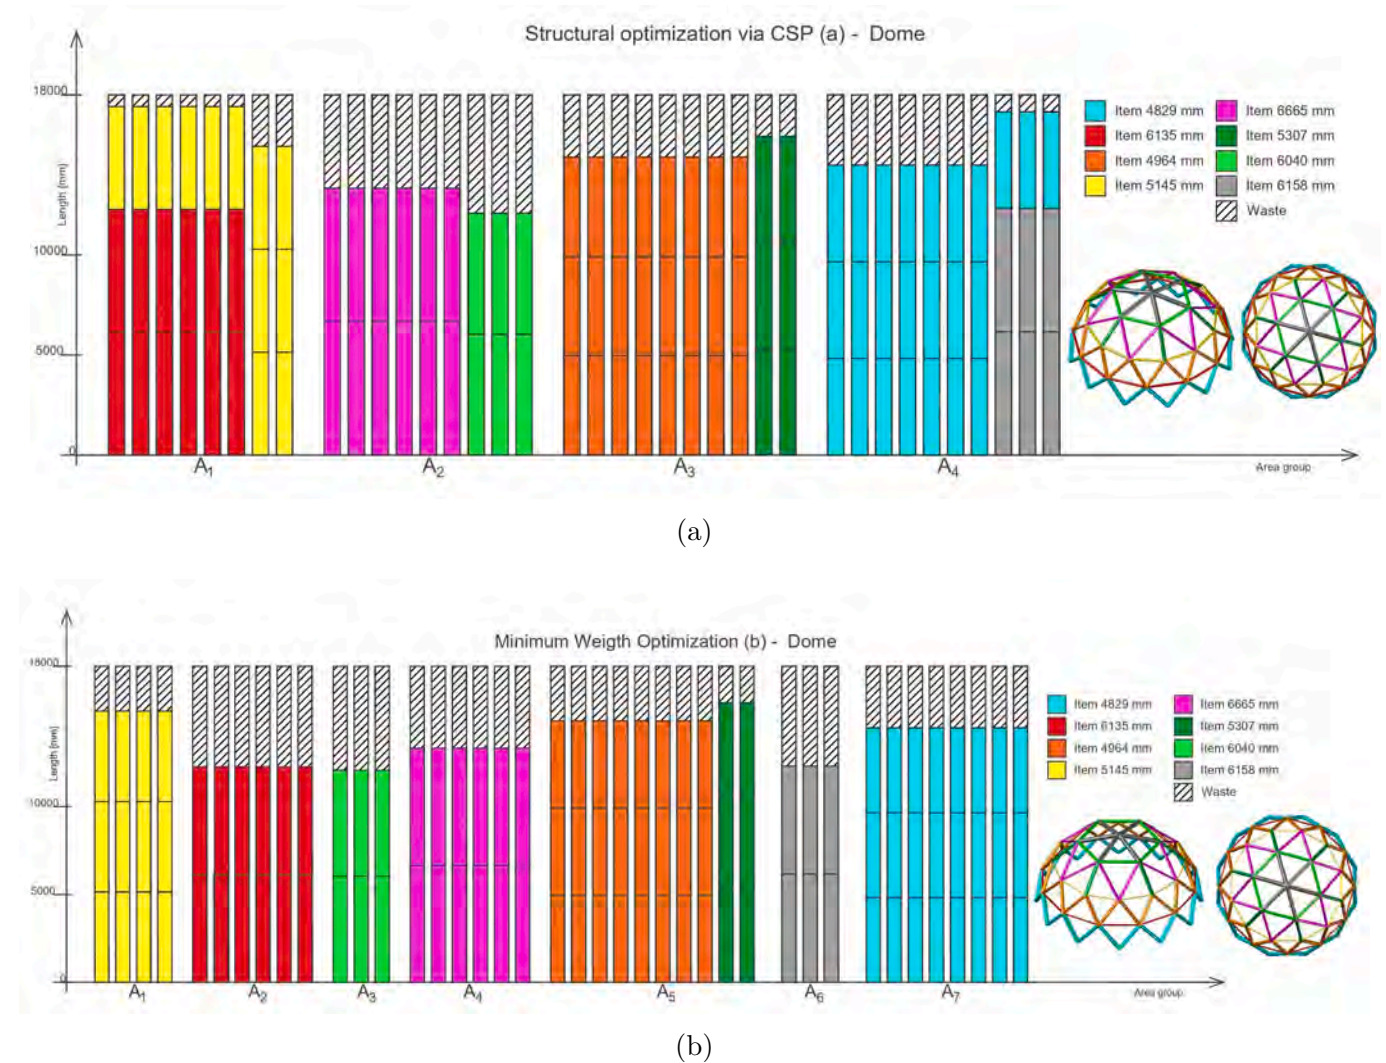 Structural optimization via CSP (a) - Dome
18000
Length [mm]
10000
5000
0
A1
A2
A3
A4
Area group
Item 4829 mm
Item 6665 mm
Item 6135 mm
Item 5307 mm
Item 4964 mm
Item 6040 mm
Item 5145 mm
Item 6158 mm
Waste
(a)
Minimum Weigth Optimization (b) - Dome
18000
Length [mm]
10000
5000
0
A1
A2
A3
A4
A5
A6
A7
Area group
Item 4829 mm
Item 6665 mm
Item 6135 mm
Item 5307 mm
Item 4964 mm
Item 6040 mm
Item 5145 mm
Item 6158 mm
Waste
(b)